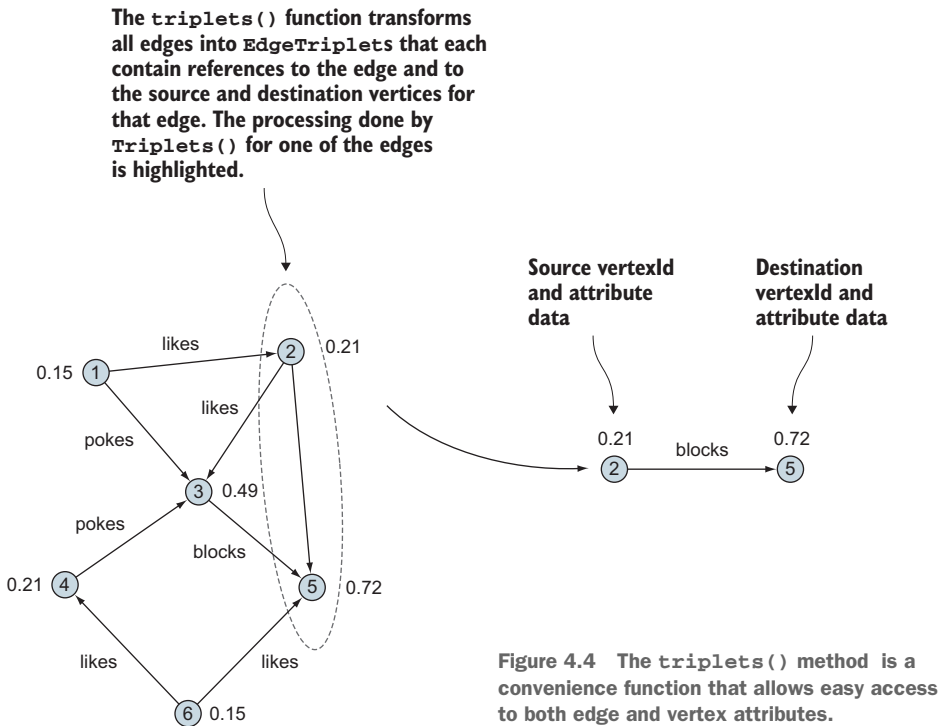 The triplets() function transforms
all edges into EdgeTriplets that each
contain references to the edge and to
the source and destination vertices for
that edge. The processing done by
Triplets() for one of the edges
is highlighted.
Source vertexId
and attribute
data
Destination
vertexId and
attribute data
likes
2
0.21
0.15
1
likes
pokes
3
0.49
pokes
blocks
0.21
4
5
0.72
likes
likes
6
0.15
0.21
blocks
0.72
2
5
Figure 4.4 The triplets() method is a
convenience function that allows easy access
to both edge and vertex attributes.